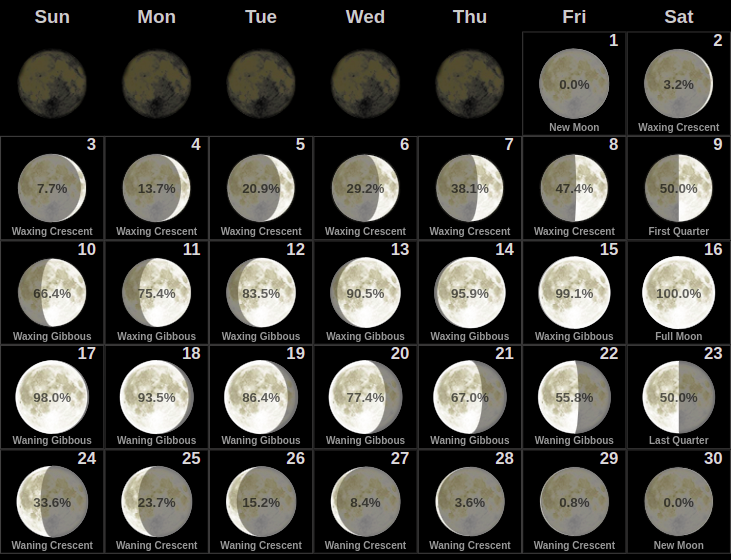 Sun Mon Tue Wed Thu Fri Sat
1 2
0.0% 3.2%
New Moon Waxing Crescent
3 4 5 6 7 8 9
7.7% 13.7% 20.9% 29.2% 38.1% 47.4% 50.0%
Waxing Crescent Waxing Crescent Waxing Crescent Waxing Crescent Waxing Crescent Waxing Crescent First Quarter
10 11 12 13 14 15 16
66.4% 75.4% 83.5% 90.5% 95.9% 99.1% 100.0%
Waxing Gibbous Waxing Gibbous Waxing Gibbous Waxing Gibbous Waxing Gibbous Waxing Gibbous Full Moon
17 18 19 20 21 22 23
98.0% 93.5% 86.4% 77.4% 67.0% 55.8% 50.0%
Waning Gibbous Waning Gibbous Waning Gibbous Waning Gibbous Waning Gibbous Waning Gibbous Last Quarter
24 25 26 27 28 29 30
33.6% 23.7% 15.2% 8.4% 3.6% 0.8% 0.0%
Waning Crescent Waning Crescent Waning Crescent Waning Crescent Waning Crescent Waning Crescent New Moon